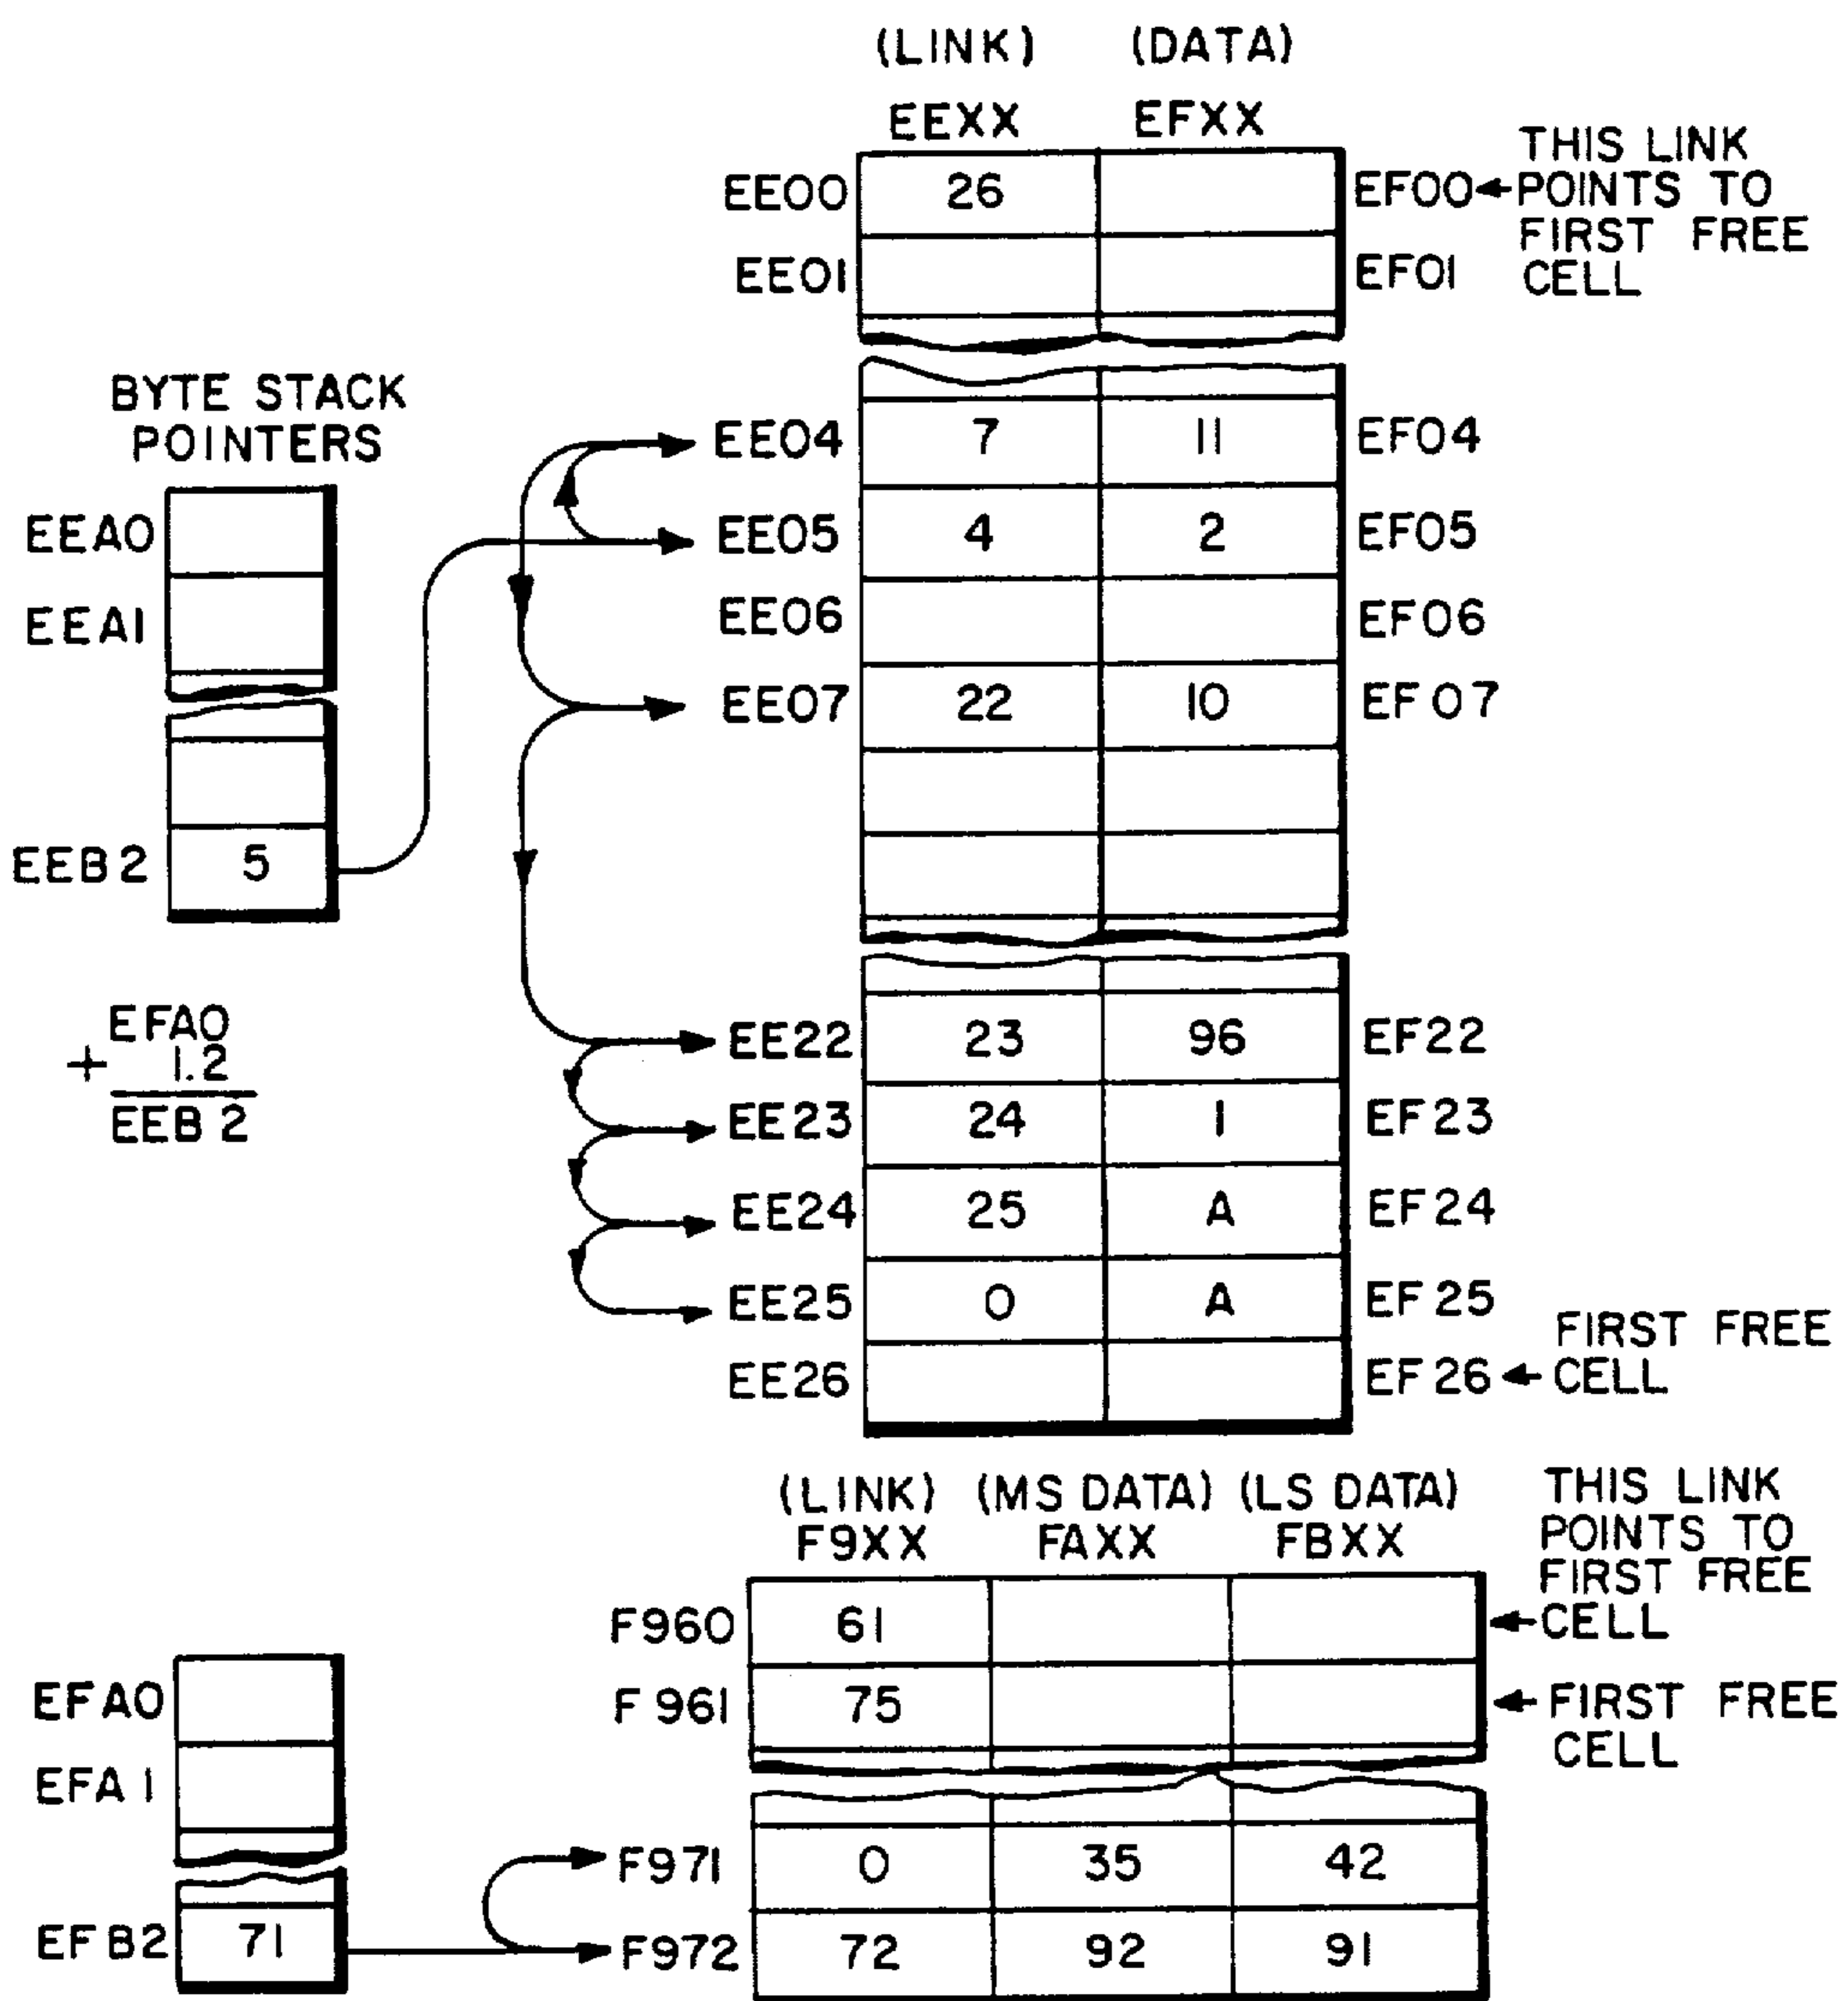 (LINK) (DATA)
EEXX EFXX
EE00 26 EF00
THIS LINK
POINTS TO
FIRST FREE
CELL
EE01 EF01
BYTE STACK
POINTERS
EEA0
EEA1
EEB2 5
EE04 7 11 EF04
EE05 4 2 EF05
EE06 EF06
EE07 22 10 EF07
EFA0
+ 1.2
EEB2
EE22 23 96 EF22
EE23 24 1 EF23
EE24 25 A EF24
EE25 0 A EF25
EE26 EF26
FIRST FREE
CELL
(LINK) (MS DATA) (LS DATA)
F9XX FAXX FBXX
THIS LINK
POINTS TO
FIRST FREE
CELL
F960 61
F961 75
FIRST FREE
CELL
EFA0
EFA1
EFB2 71
F971 0 35 42
F972 72 92 91